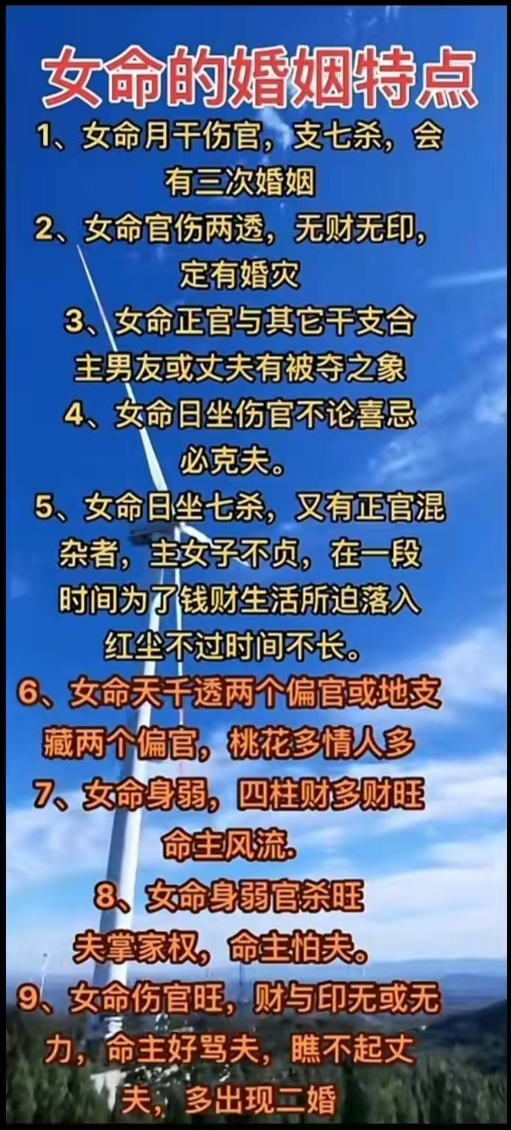 女命的婚姻特点
1、女命月干伤官，支七杀，会
有三次婚姻
2、女命官伤两透，无财无印，
定有婚灾
3、女命正官与其它干支合
主男友或丈夫有被夺之象
4、女命日坐伤官不论喜忌
必克夫。
5、女命日坐七杀，又有正官混
杂者，主女子不贞，在一段
时间为了钱财生活所迫落入
红尘不过时间不长。
6、女命天千透两个偏官或地支
藏两个偏官，桃花多情人多
7、女命身弱，四柱财多财旺
命主风流.
8、女命身弱官杀旺
夫掌家权，命主怕夫。
9、女命伤官旺，财与印无或无
力，命主好骂夫，瞧不起丈
夫，多出现二婚